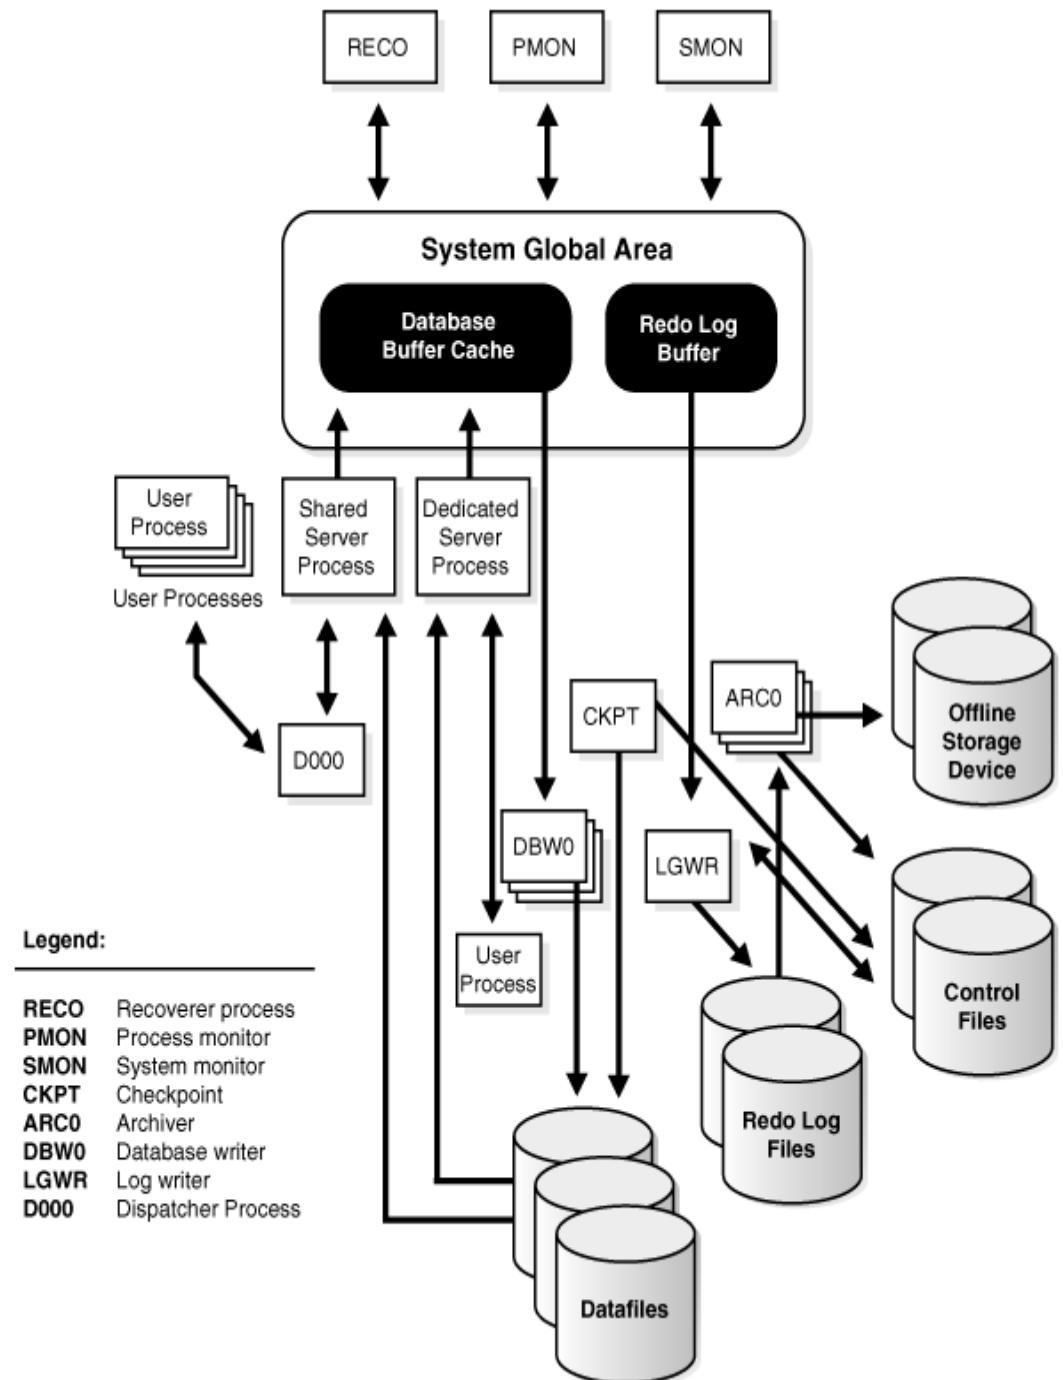 RECO
PMON
SMON
System Global Area
Database
Buffer Cache
Redo Log
Buffer
User
Process
User Processes
Shared
Server
Process
Dedicated
Server
Process
D000
CKPT
ARC0
Offline
Storage
Device
DBW0
LGWR
User
Process
Control
Files
Redo Log
Files
Datafiles
Legend:
RECO Recoverer process
PMON Process monitor
SMON System monitor
CKPT Checkpoint
ARC0 Archiver
DBW0 Database writer
LGWR Log writer
D000 Dispatcher Process